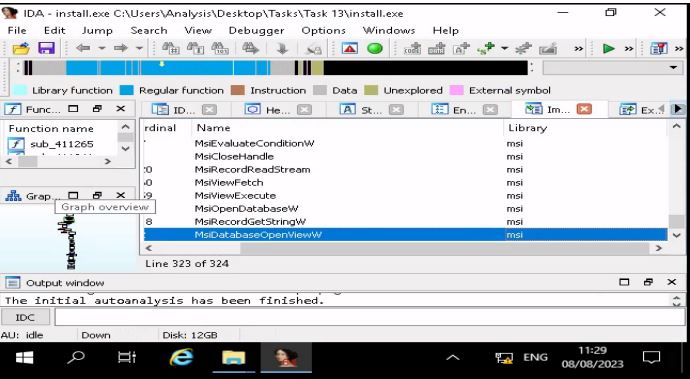 IDA - install.exe C:\Users\Analysis\Desktop\Tasks\Task 13\install.exe
File Edit Jump Search View Debugger Options Windows Help
Library function Regular function Instruction Data Unexplored External symbol
Func... ID... He... St... En... Im... Ex...
Function name rdinal Name Library
sub_411265 MsiEvaluateConditionW msi
MsiCloseHandle msi
:0 MsiRecordReadStream msi
MsiViewFetch msi
Grap... MsiViewExecute msi
Graph overview MsiOpenDatabaseW msi
8 MsiRecordGetStringW msi
MsiDatabaseOpenViewW msi
Line 323 of 324
Output window
The initial autoanalysis has been finished.
IDC
AU: idle Down Disk: 12GB
ENG 11:29
08/08/2023